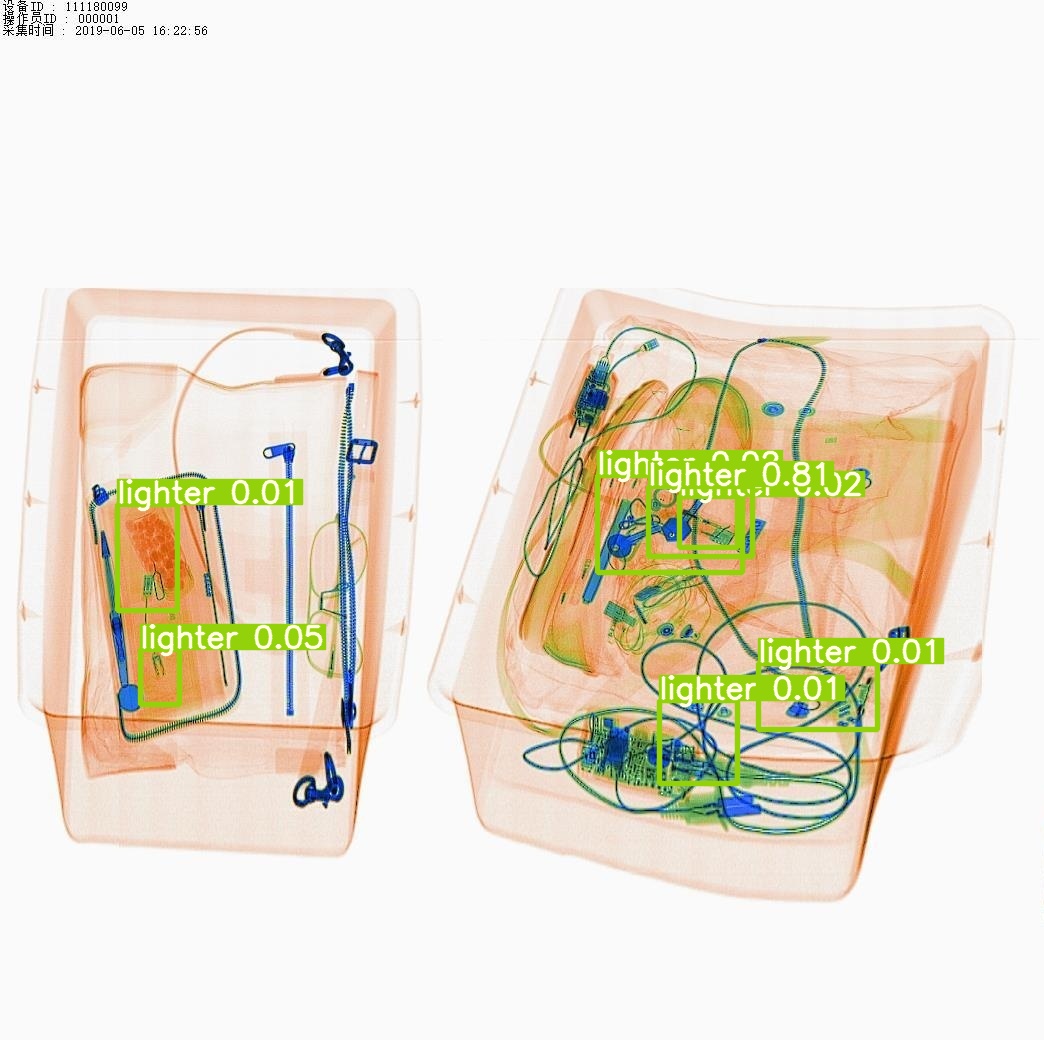 设备ID : 111180099
操作员ID : 000001
采集时间 : 2019-06-05 16:22:56
lighter 0.81
lighter 0.01
lighter 0.05
lighter 0.01
lighter 0.01